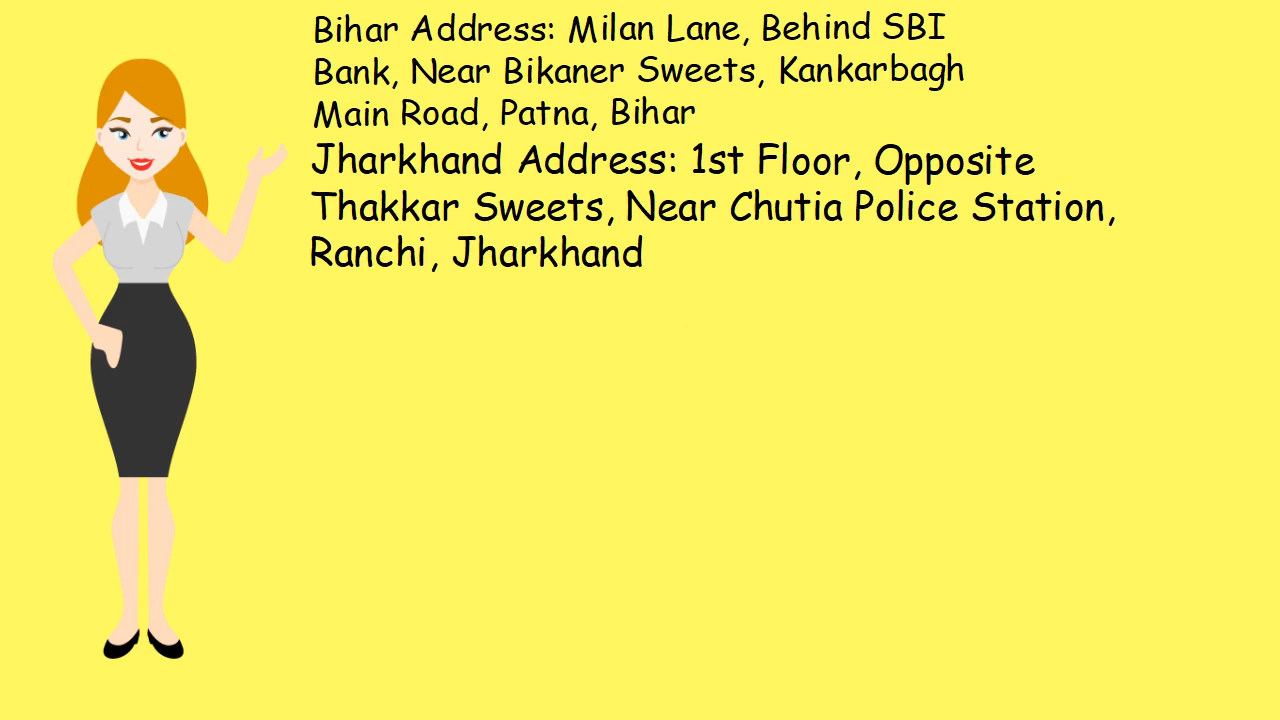 Bihar Address: Milan Lane, Behind SBI
Bank, Near Bikaner Sweets, Kankarbagh
Main Road, Patna, Bihar
Jharkhand Address: 1st Floor, Opposite
Thakkar Sweets, Near Chutia Police Station,
Ranchi, Jharkhand